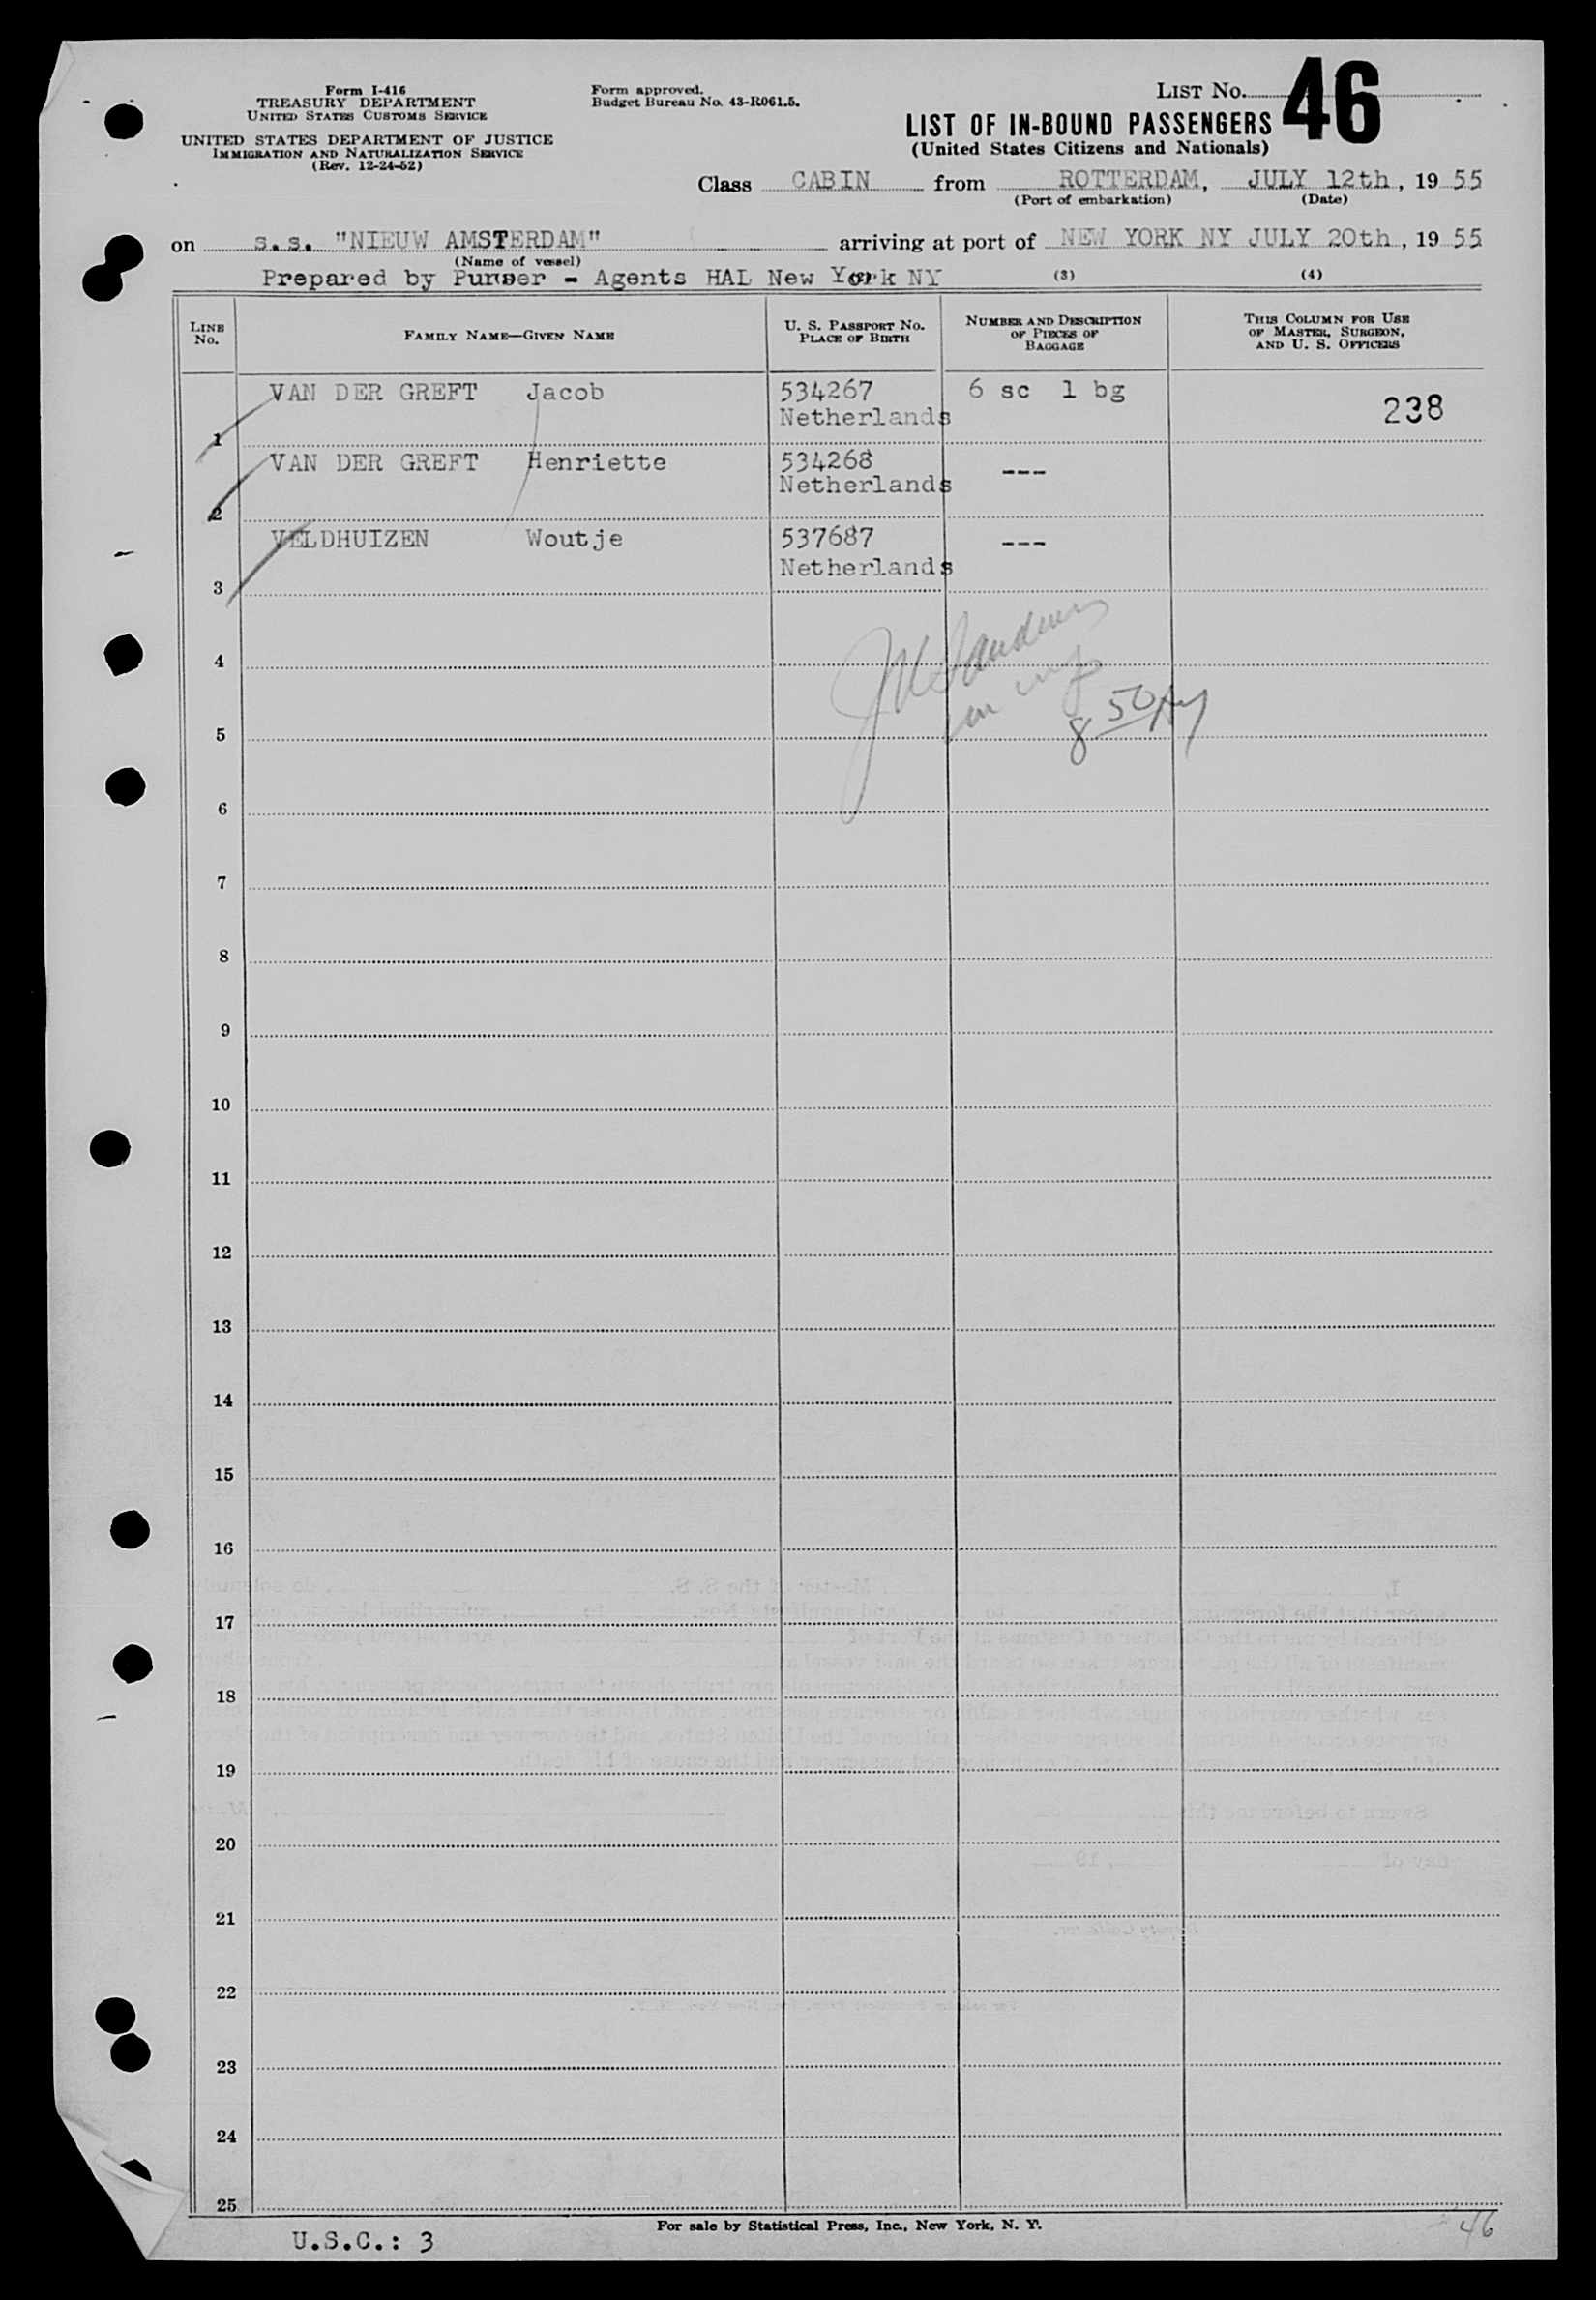 Form I-416
TREASURY DEPARTMENT
UNITED STATES CUSTOMS SERVICE
UNITED STATES DEPARTMENT OF JUSTICE
IMMIGRATION AND NATURALIZATION SERVICE
(Rev. 12-24-52)
Form approved.
Budget Bureau No. 43-R061.5.
LIST No. 46
LIST OF IN-BOUND PASSENGERS
(United States Citizens and Nationals)
Class CABIN from ROTTERDAM, JULY 12th, 19 55
(Port of embarkation) (Date)
on s.s. "NIEUW AMSTERDAM" arriving at port of NEW YORK NY JULY 20th, 19 55
(Name of vessel)
Prepared by Purser - Agents HAL New York NY (3) (4)
LINE No. FAMILY NAME—GIVEN NAME U. S. PASSPORT No. PLACE OF BIRTH NUMBER AND DESCRIPTION OF PIECES OF BAGGAGE THIS COLUMN FOR USE OF MASTER, SURGEON, AND U. S. OFFICERS
VAN DER GREFT Jacob 534267 6 sc 1 bg
Netherlands 238
1
VAN DER GREFT Henriette 534268 ---
Netherlands
2
VELDHUIZEN Woutje 537687 ---
Netherlands
3
4
5
8 50
6
7
8
9
10
11
12
13
14
15
16
17
18
19
20
21
22
23
24
25
For sale by Statistical Press, Inc., New York, N. Y.
U.S.C.: 3
46